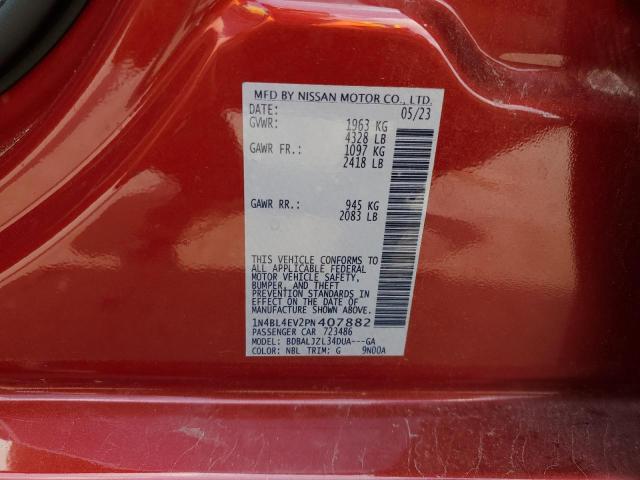 MFD BY NISSAN MOTOR CO., LTD.
DATE: 05/23
GVWR: 1963 KG
4328 LB
GAWR FR.: 1097 KG
2418 LB
GAWR RR.: 945 KG
2083 LB
THIS VEHICLE CONFORMS TO
ALL APPLICABLE FEDERAL
MOTOR VEHICLE SAFETY,
BUMPER, AND THEFT
PREVENTION STANDARDS IN
EFFECT ON THE DATE OF
MANUFACTURE SHOWN ABOVE.
1N4BL4EV2PN407882
PASSENGER CAR 723486
MODEL: BDBALJZL34DUA---GA
COLOR: NBL TRIM: G 9N00A